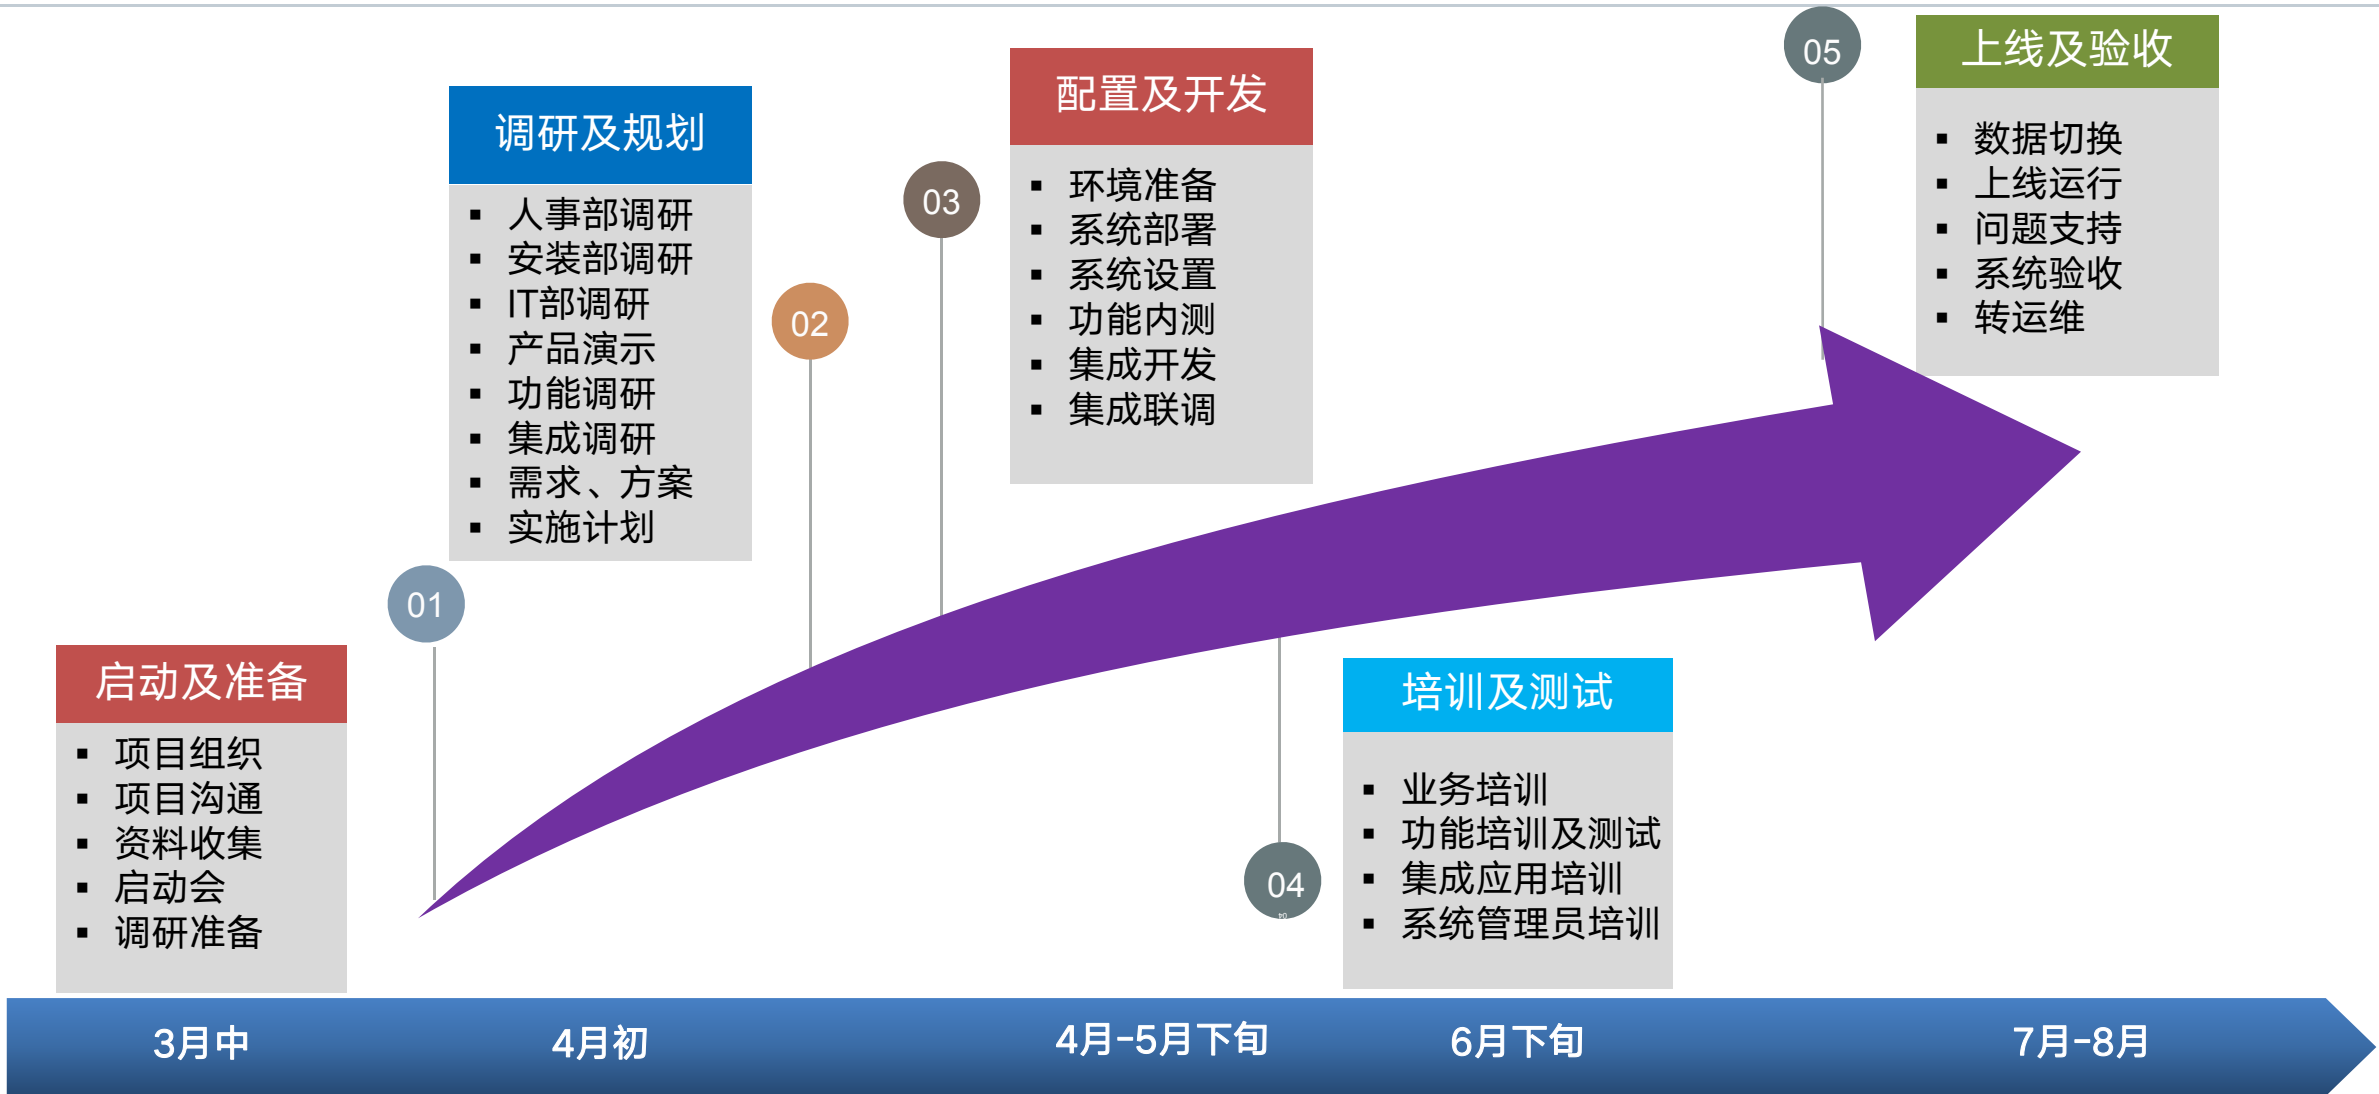 01
启动及准备
项目组织
项目沟通
资料收集
启动会
调研准备
02
调研及规划
人事部调研
安装部调研
IT部调研
产品演示
功能调研
集成调研
需求、方案
实施计划
03
配置及开发
环境准备
系统部署
系统设置
功能内测
集成开发
集成联调
04
04
培训及测试
业务培训
功能培训及测试
集成应用培训
系统管理员培训
05
上线及验收
数据切换
上线运行
问题支持
系统验收
转运维
3月中
4月初
4月-5月下旬
6月下旬
7月-8月